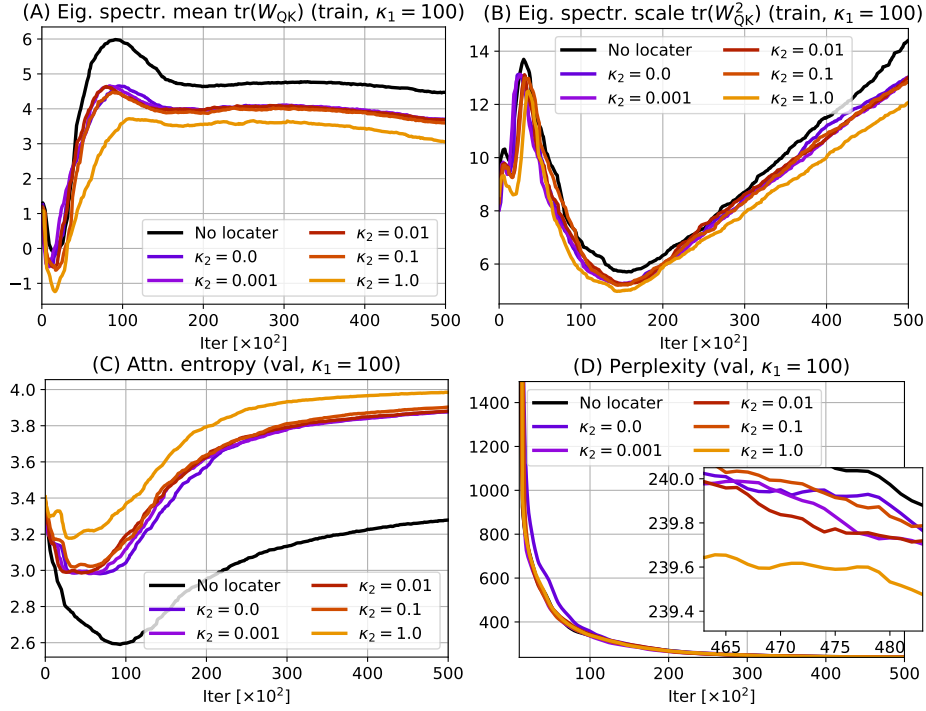 (A) Eig. spectr. mean tr(W_QK) (train, κ₁ = 100)
6
5
4
3
2
1
0
−1
No locater
κ₂ = 0.0
κ₂ = 0.001
κ₂ = 0.01
κ₂ = 0.1
κ₂ = 1.0
0 100 200 300 400 500
Iter [×10²]
(B) Eig. spectr. scale tr(W²_QK) (train, κ₁ = 100)
14
12
10
8
6
No locater
κ₂ = 0.0
κ₂ = 0.001
κ₂ = 0.01
κ₂ = 0.1
κ₂ = 1.0
0 100 200 300 400 500
Iter [×10²]
(C) Attn. entropy (val, κ₁ = 100)
4.0
3.8
3.6
3.4
3.2
3.0
2.8
2.6
No locater
κ₂ = 0.0
κ₂ = 0.001
κ₂ = 0.01
κ₂ = 0.1
κ₂ = 1.0
0 100 200 300 400 500
Iter [×10²]
(D) Perplexity (val, κ₁ = 100)
1400
1200
1000
800
600
400
No locater
κ₂ = 0.0
κ₂ = 0.001
κ₂ = 0.01
κ₂ = 0.1
κ₂ = 1.0
240.0
239.8
239.6
239.4
465 470 475 480
100 200 300 400 500
Iter [×10²]